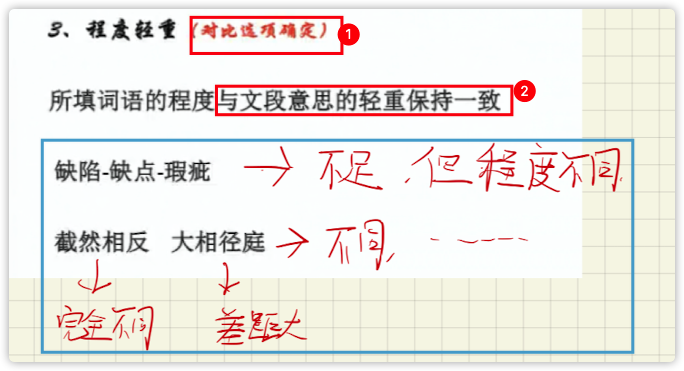 3、程度轻重（对比选项确定） 1
所填词语的程度与文段意思的轻重保持一致 2
缺陷-缺点-瑕疵 → 不足，但程度不同
截然相反 大相径庭 → 不同，
完全不同 差距大